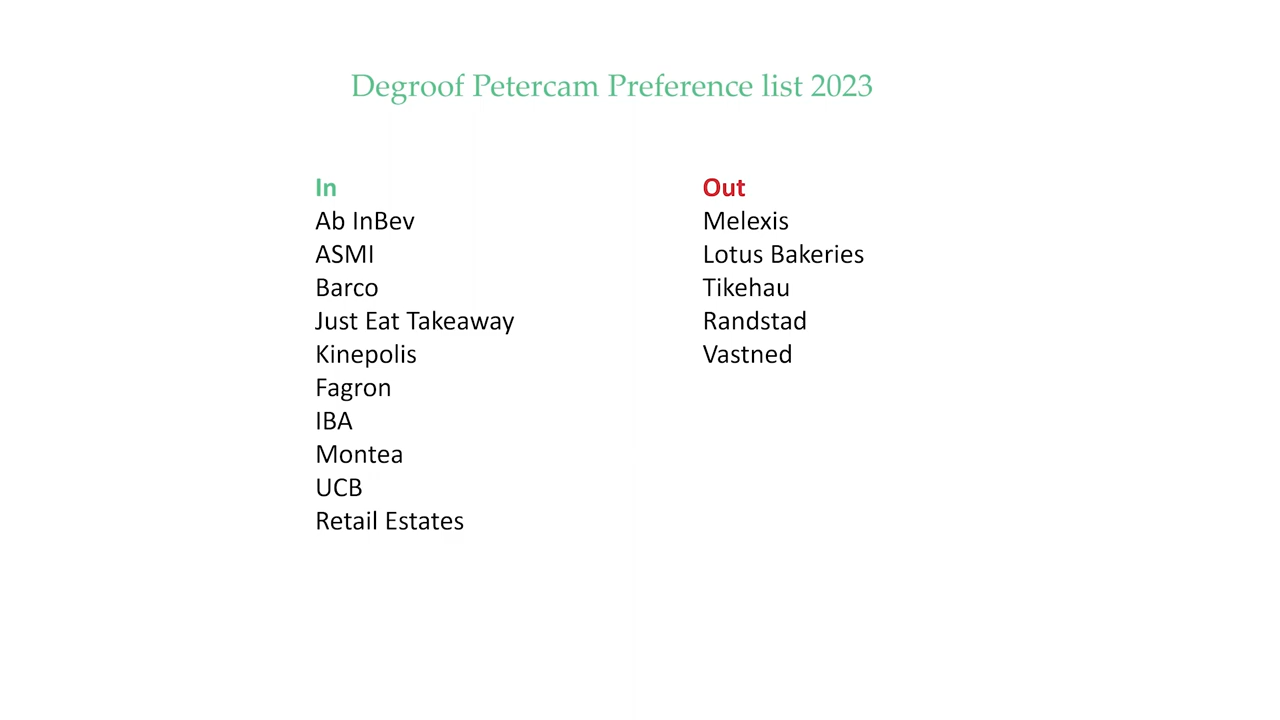 Degroof Petercam Preference list 2023
In
Ab InBev
ASMI
Barco
Just Eat Takeaway
Kinepolis
Fagron
IBA
Montea
UCB
Retail Estates
Out
Melexis
Lotus Bakeries
Tikehau
Randstad
Vastned